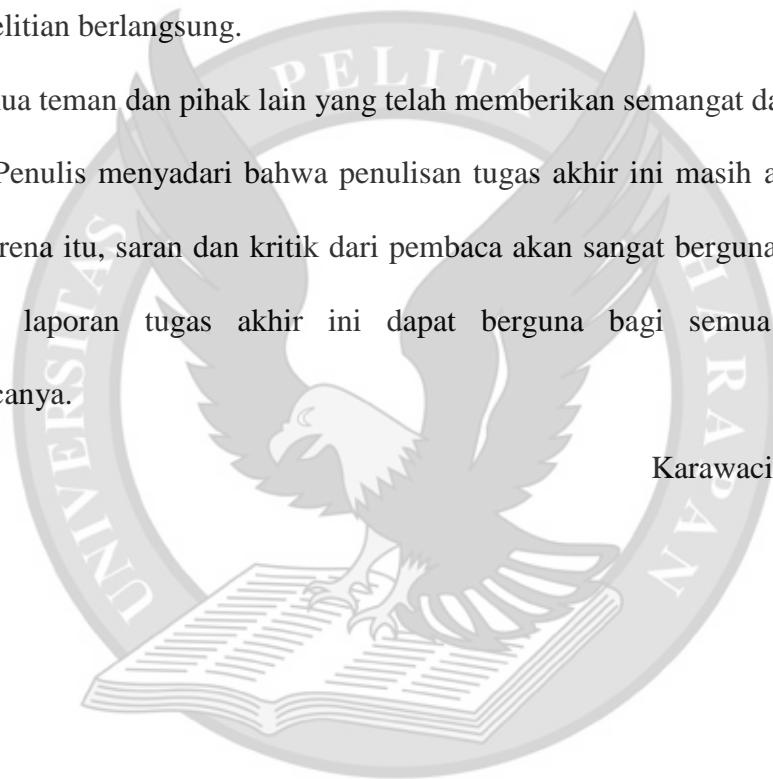 elitian berlangsung.
ua teman dan pihak lain yang telah memberikan semangat da
Penulis menyadari bahwa penulisan tugas akhir ini masih a
rena itu, saran dan kritik dari pembaca akan sangat berguna
laporan tugas akhir ini dapat berguna bagi semua
canya.
Karawaci
UNIVERSITAS PELITA HARAPAN